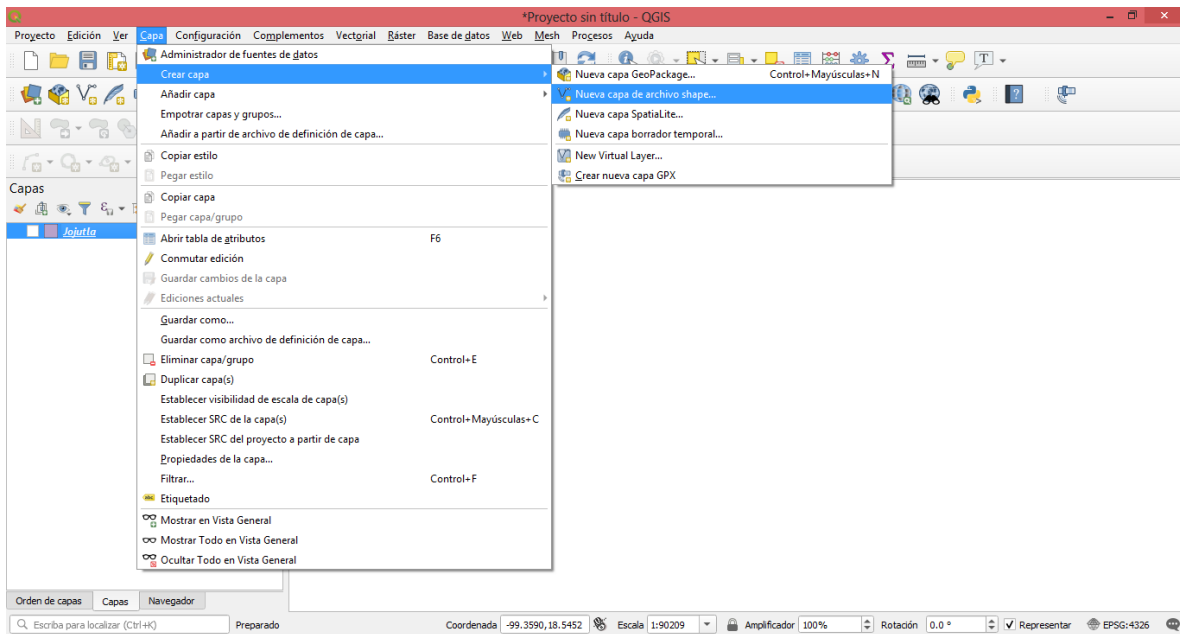 *Proyecto sin título - QGIS
Proyecto Edición Ver Capa Configuración Complementos Vectorial Ráster Base de datos Web Mesh Procesos Ayuda
Administrador de fuentes de datos
Crear capa
Añadir capa
Empotrar capas y grupos...
Añadir a partir de archivo de definición de capa...
Copiar estilo
Pegar estilo
Copiar capa
Pegar capa/grupo
Abrir tabla de atributos F6
Conmutar edición
Guardar cambios de la capa
Ediciones actuales
Guardar como...
Guardar como archivo de definición de capa...
Eliminar capa/grupo Control+E
Duplicar capa(s)
Establecer visibilidad de escala de capa(s)
Establecer SRC de la capa(s) Control+Mayúsculas+C
Establecer SRC del proyecto a partir de capa
Propiedades de la capa...
Filtrar... Control+F
abc Etiquetado
Mostrar en Vista General
Mostrar Todo en Vista General
Ocultar Todo en Vista General
Nueva capa GeoPackage... Control+Mayúsculas+N
Nueva capa de archivo shape...
Nueva capa SpatiaLite...
Nueva capa borrador temporal...
New Virtual Layer...
Crear nueva capa GPX
Capas
Jojutla
Orden de capas Capas Navegador
Escriba para localizar (Ctrl+K) Preparado Coordenada -99.3590,18.5452 Escala 1:90209 Amplificador 100% Rotación 0.0 ° Representar EPSG:4326